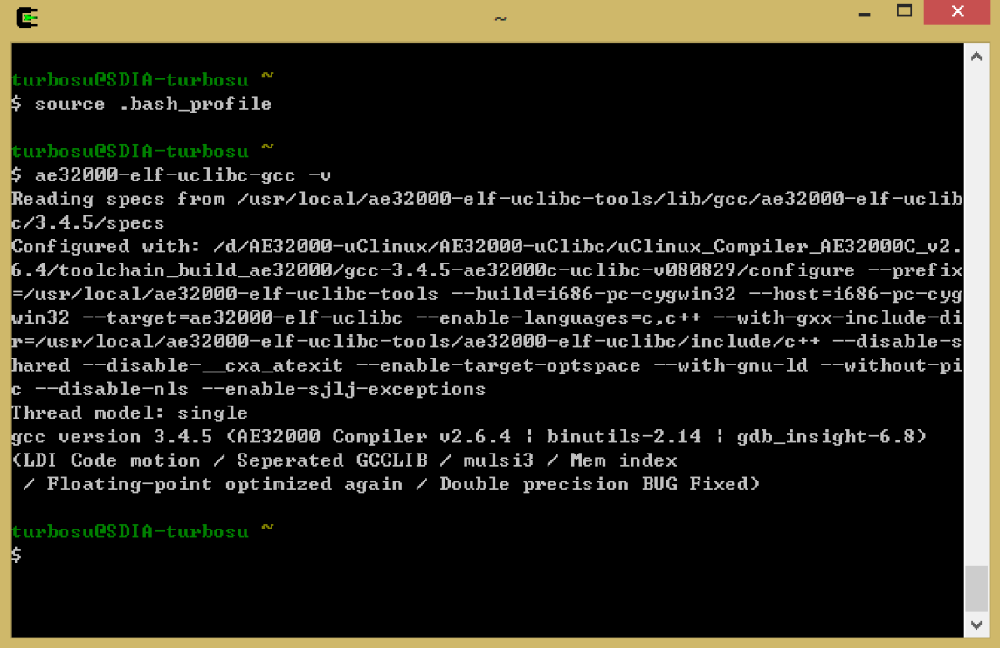 ~
turbosu@SDIA-turbosu ~
$ source .bash_profile
turbosu@SDIA-turbosu ~
$ ae32000-elf-uclibc-gcc -v
Reading specs from /usr/local/ae32000-elf-uclibc-tools/lib/gcc/ae32000-elf-uclib
c/3.4.5/specs
Configured with: /d/AE32000-uClinux/AE32000-uClibc/uClinux_Compiler_AE32000C_v2.
6.4/toolchain_build_ae32000/gcc-3.4.5-ae32000c-uclibc-v080829/configure --prefix
=/usr/local/ae32000-elf-uclibc-tools --build=i686-pc-cygwin32 --host=i686-pc-cyg
win32 --target=ae32000-elf-uclibc --enable-languages=c,c++ --with-gxx-include-di
r=/usr/local/ae32000-elf-uclibc-tools/ae32000-elf-uclibc/include/c++ --disable-s
hared --disable-__cxa_atexit --enable-target-optspace --with-gnu-ld --without-pi
c --disable-nls --enable-sjlj-exceptions
Thread model: single
gcc version 3.4.5 (AE32000 Compiler v2.6.4 | binutils-2.14 | gdb_insight-6.8)
(LDI Code motion / Seperated GCCLIB / mulsi3 / Mem index
 / Floating-point optimized again / Double precision BUG Fixed)
turbosu@SDIA-turbosu ~
$